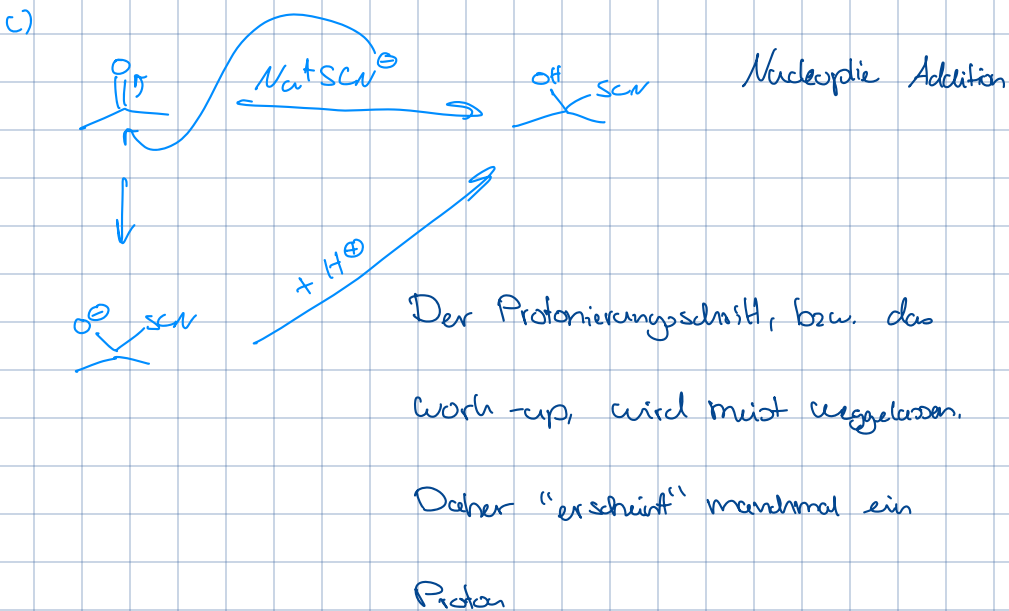 c)
O
Na+SCN⊖
OH
SCN
Nucleoplie Addition
+ H⊕
O⊖
SCN
Der Protonierungsschritt, bzw. das
work-up, wird meist weggelassen.
Daher "erscheint" manchmal ein
Proton